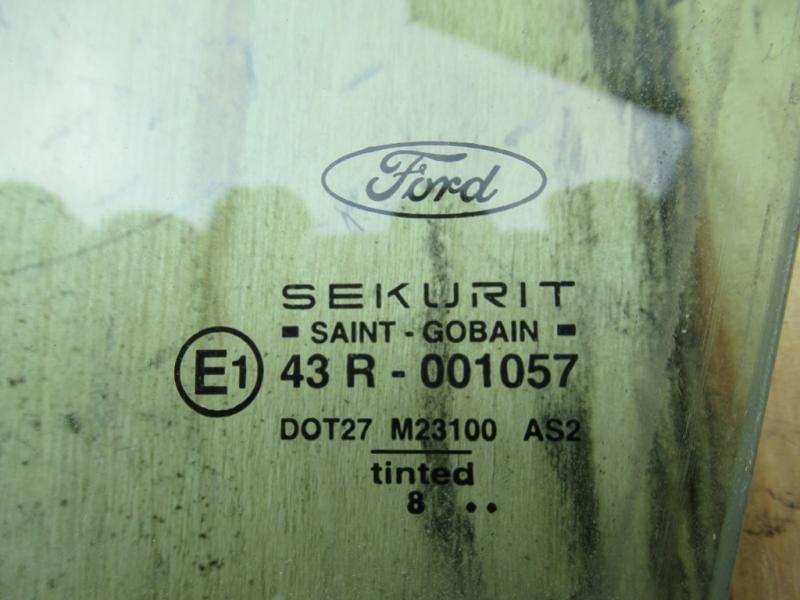 Ford
SEKURIT
SAINT - GOBAIN
E1 43 R - 001057
DOT27 M23100 AS2
tinted
8 ..